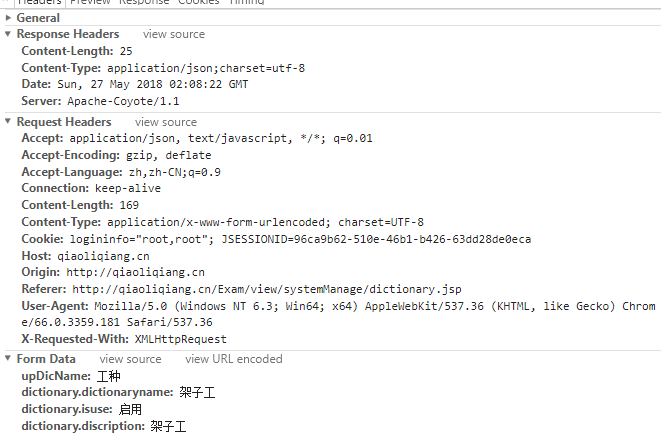 Headers Preview Response Cookies Timing
General
Response Headers view source
Content-Length: 25
Content-Type: application/json;charset=utf-8
Date: Sun, 27 May 2018 02:08:22 GMT
Server: Apache-Coyote/1.1
Request Headers view source
Accept: application/json, text/javascript, */*; q=0.01
Accept-Encoding: gzip, deflate
Accept-Language: zh,zh-CN;q=0.9
Connection: keep-alive
Content-Length: 169
Content-Type: application/x-www-form-urlencoded; charset=UTF-8
Cookie: logininfo="root,root"; JSESSIONID=96ca9b62-510e-46b1-b426-63dd28de0eca
Host: qiaoliqiang.cn
Origin: http://qiaoliqiang.cn
Referer: http://qiaoliqiang.cn/Exam/view/systemManage/dictionary.jsp
User-Agent: Mozilla/5.0 (Windows NT 6.3; Win64; x64) AppleWebKit/537.36 (KHTML, like Gecko) Chrom
e/66.0.3359.181 Safari/537.36
X-Requested-With: XMLHttpRequest
Form Data view source view URL encoded
upDicName: 工种
dictionary.dictionaryname: 架子工
dictionary.isuse: 启用
dictionary.discription: 架子工